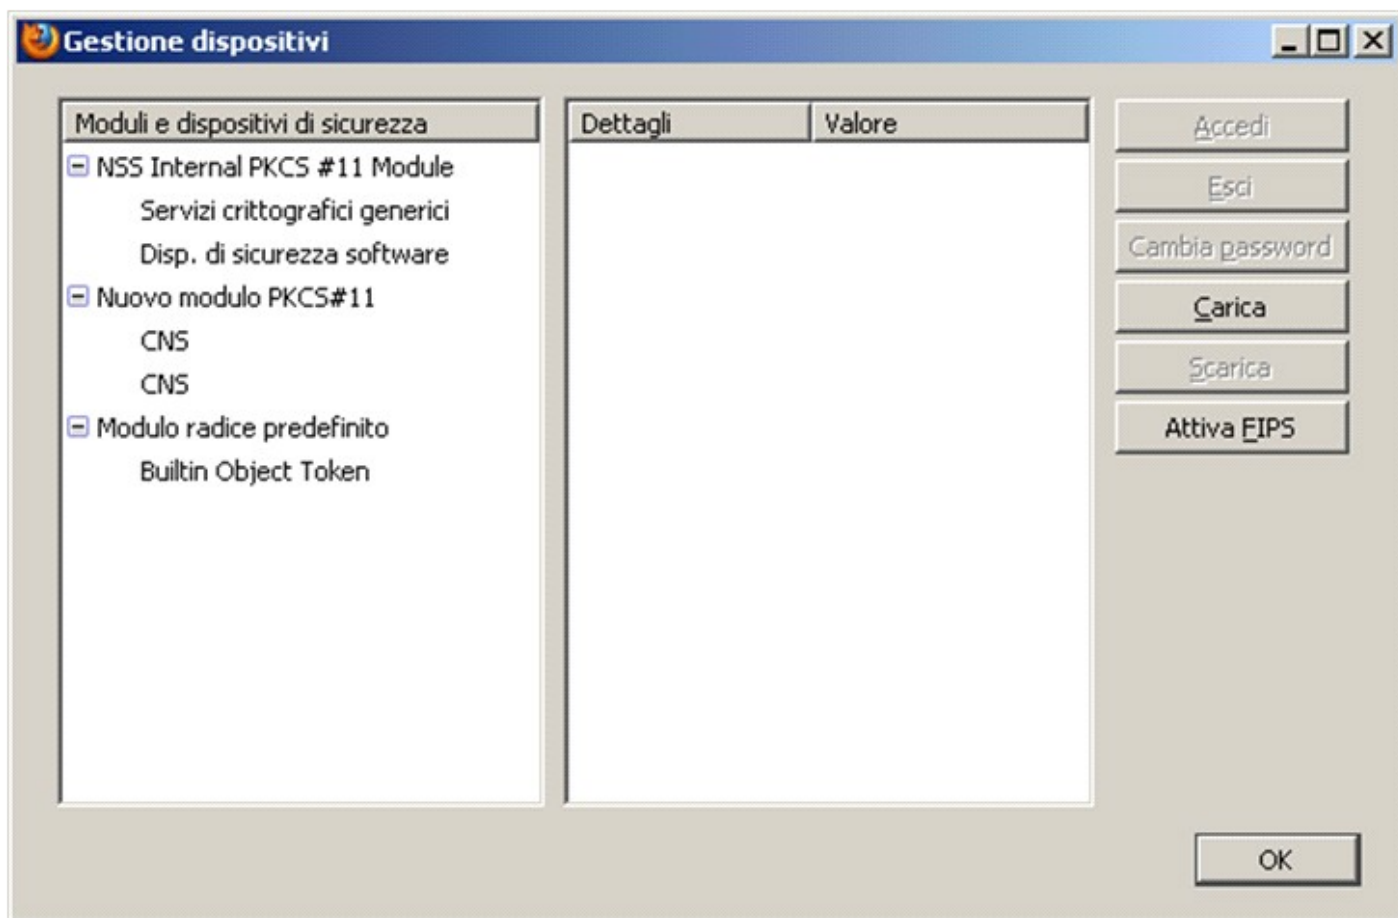 Gestione dispositivi
Moduli e dispositivi di sicurezza
NSS Internal PKCS #11 Module
Servizi crittografici generici
Disp. di sicurezza software
Nuovo modulo PKCS#11
CNS
CNS
Modulo radice predefinito
Builtin Object Token
Dettagli Valore
Accedi
Esci
Cambia password
Carica
Scarica
Attiva FIPS
OK